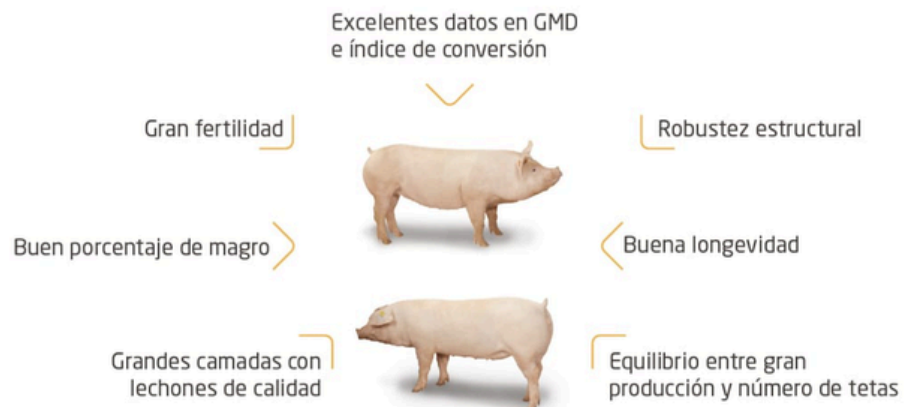 Excelentes datos en GMD
e índice de conversión
Gran fertilidad
Robustez estructural
Buen porcentaje de magro
Buena longevidad
Grandes camadas con
lechones de calidad
Equilibrio entre gran
producción y número de tetas